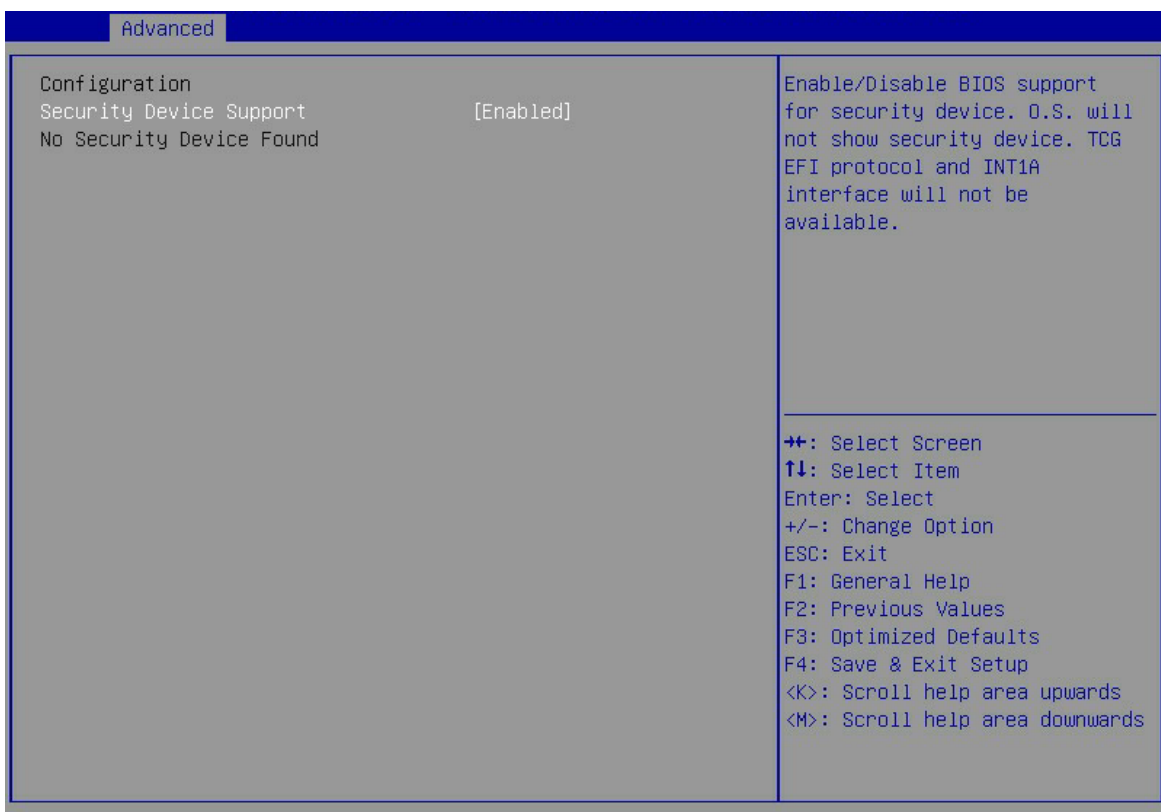 Advanced
Configuration
Security Device Support [Enabled]
No Security Device Found
Enable/Disable BIOS support
for security device. O.S. will
not show security device. TCG
EFI protocol and INT1A
interface will not be
available.
→←: Select Screen
↑↓: Select Item
Enter: Select
+/-: Change Option
ESC: Exit
F1: General Help
F2: Previous Values
F3: Optimized Defaults
F4: Save & Exit Setup
<K>: Scroll help area upwards
<M>: Scroll help area downwards